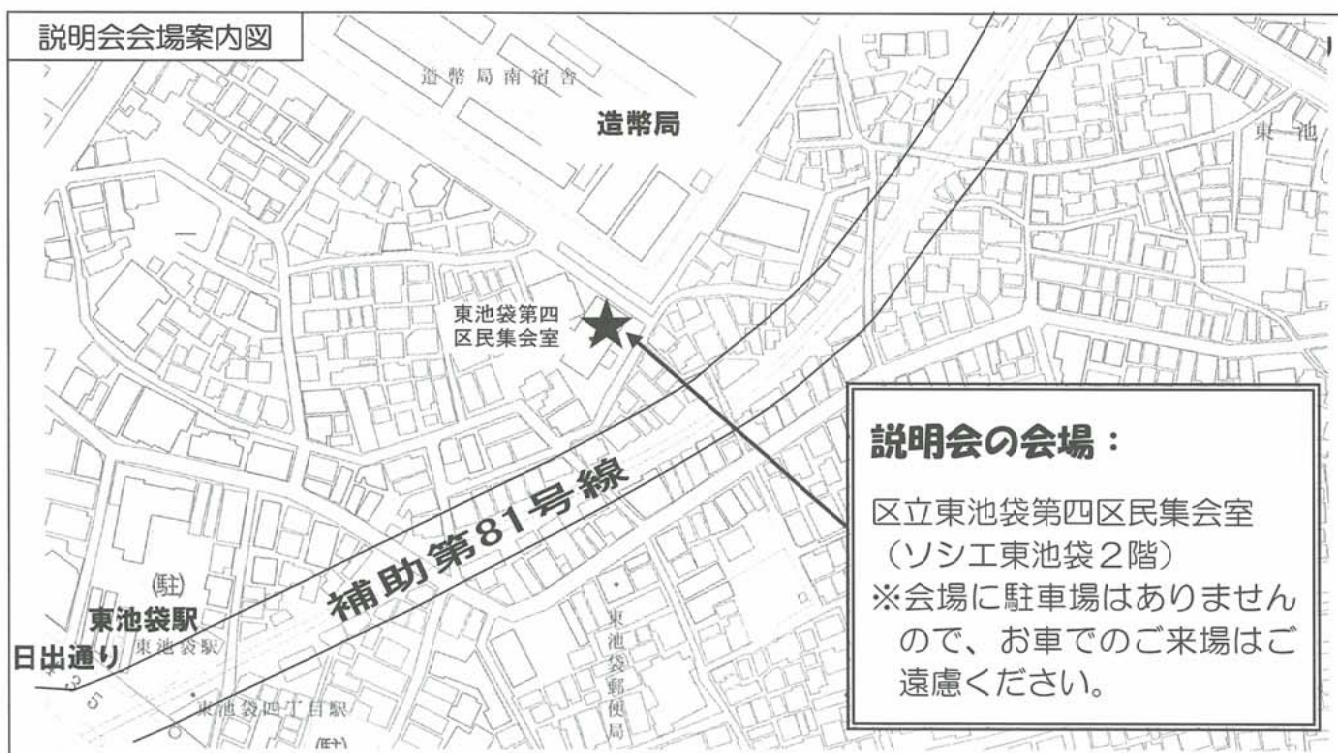 説明会会場案内図
造幣局南宿舎
造幣局
東池
東池袋第四
区民集会室
説明会の会場：
区立東池袋第四区民集会室
（ソシエ東池袋２階）
※会場に駐車場はありません
ので、お車でのご来場はご
遠慮ください。
補助第81号線
(駐)
東池袋駅
東池袋駅
日出通り
東池袋四丁目駅
(駐)
東池袋郵便局